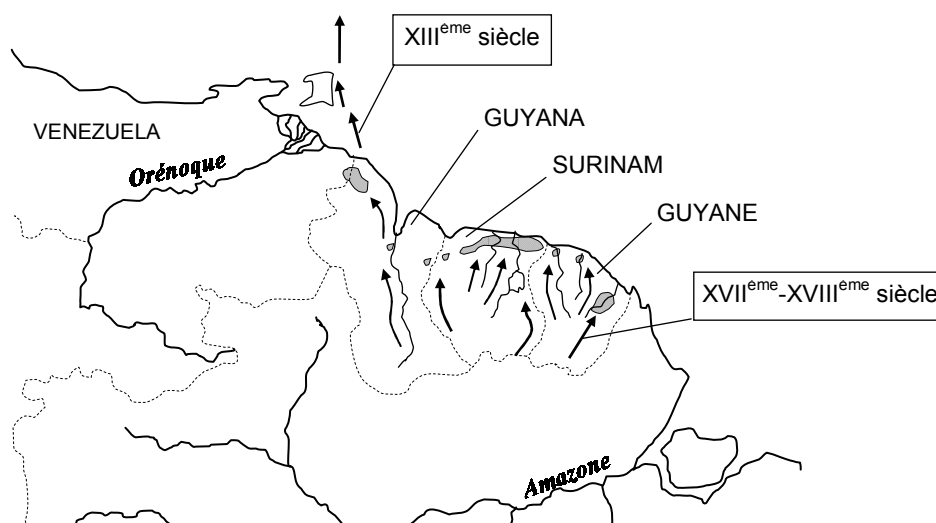 XIIIème siècle
GUYANA
VENEZUELA
Orénoque
SURINAM
GUYANE
XVIIème-XVIIIème siècle
Amazone